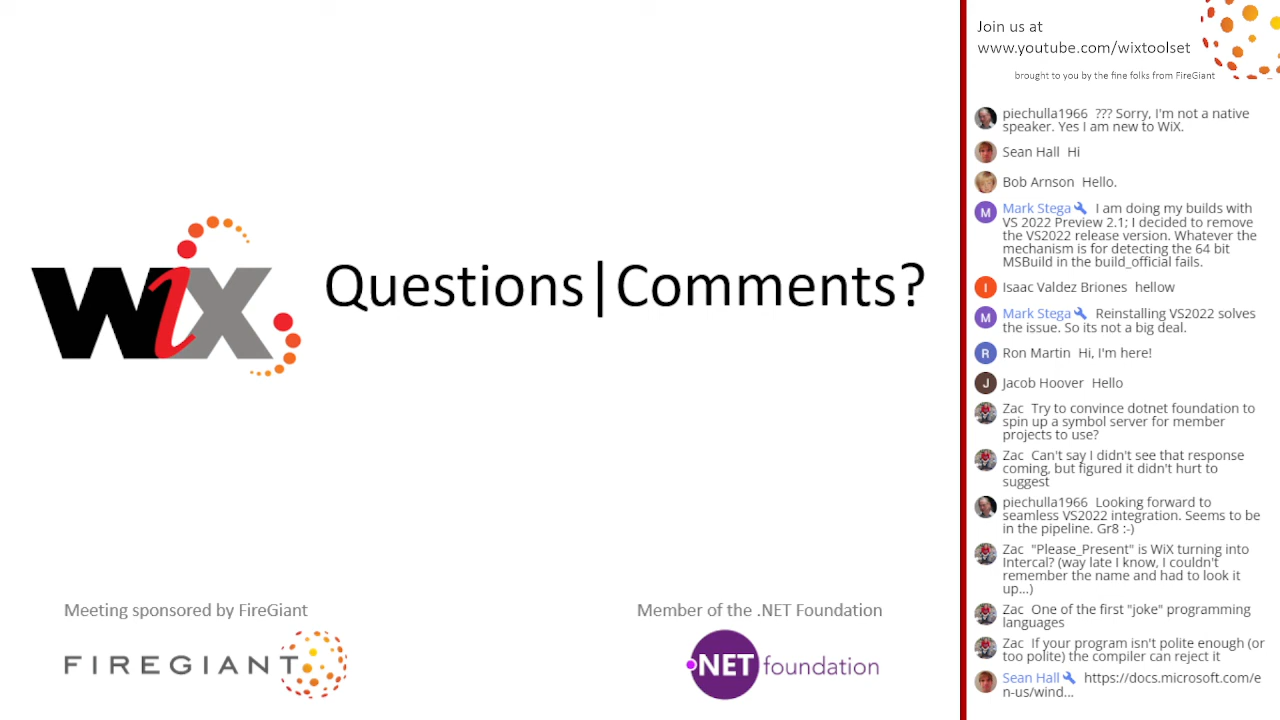 WiX
Questions|Comments?
Meeting sponsored by FireGiant
FIREGIANT
Member of the .NET Foundation
.NET foundation
Join us at
www.youtube.com/wixtoolset
brought to you by the fine folks from FireGiant
piechulla1966 ??? Sorry, I'm not a native
speaker. Yes I am new to WiX.
Sean Hall Hi
Bob Arnson Hello.
M
Mark Stega I am doing my builds with
VS 2022 Preview 2.1; I decided to remove
the VS2022 release version. Whatever the
mechanism is for detecting the 64 bit
MSBuild in the build_official fails.
I
Isaac Valdez Briones hellow
M
Mark Stega Reinstalling VS2022 solves
the issue. So its not a big deal.
R
Ron Martin Hi, I'm here!
J
Jacob Hoover Hello
Zac Try to convince dotnet foundation to
spin up a symbol server for member
projects to use?
Zac Can't say I didn't see that response
coming, but figured it didn't hurt to
suggest
piechulla1966 Looking forward to
seamless VS2022 integration. Seems to be
in the pipeline. Gr8 :-)
Zac "Please_Present" is WiX turning into
Intercal? (way late I know, I couldn't
remember the name and had to look it
up...)
Zac One of the first "joke" programming
languages
Zac If your program isn't polite enough (or
too polite) the compiler can reject it
Sean Hall https://docs.microsoft.com/e
n-us/wind...